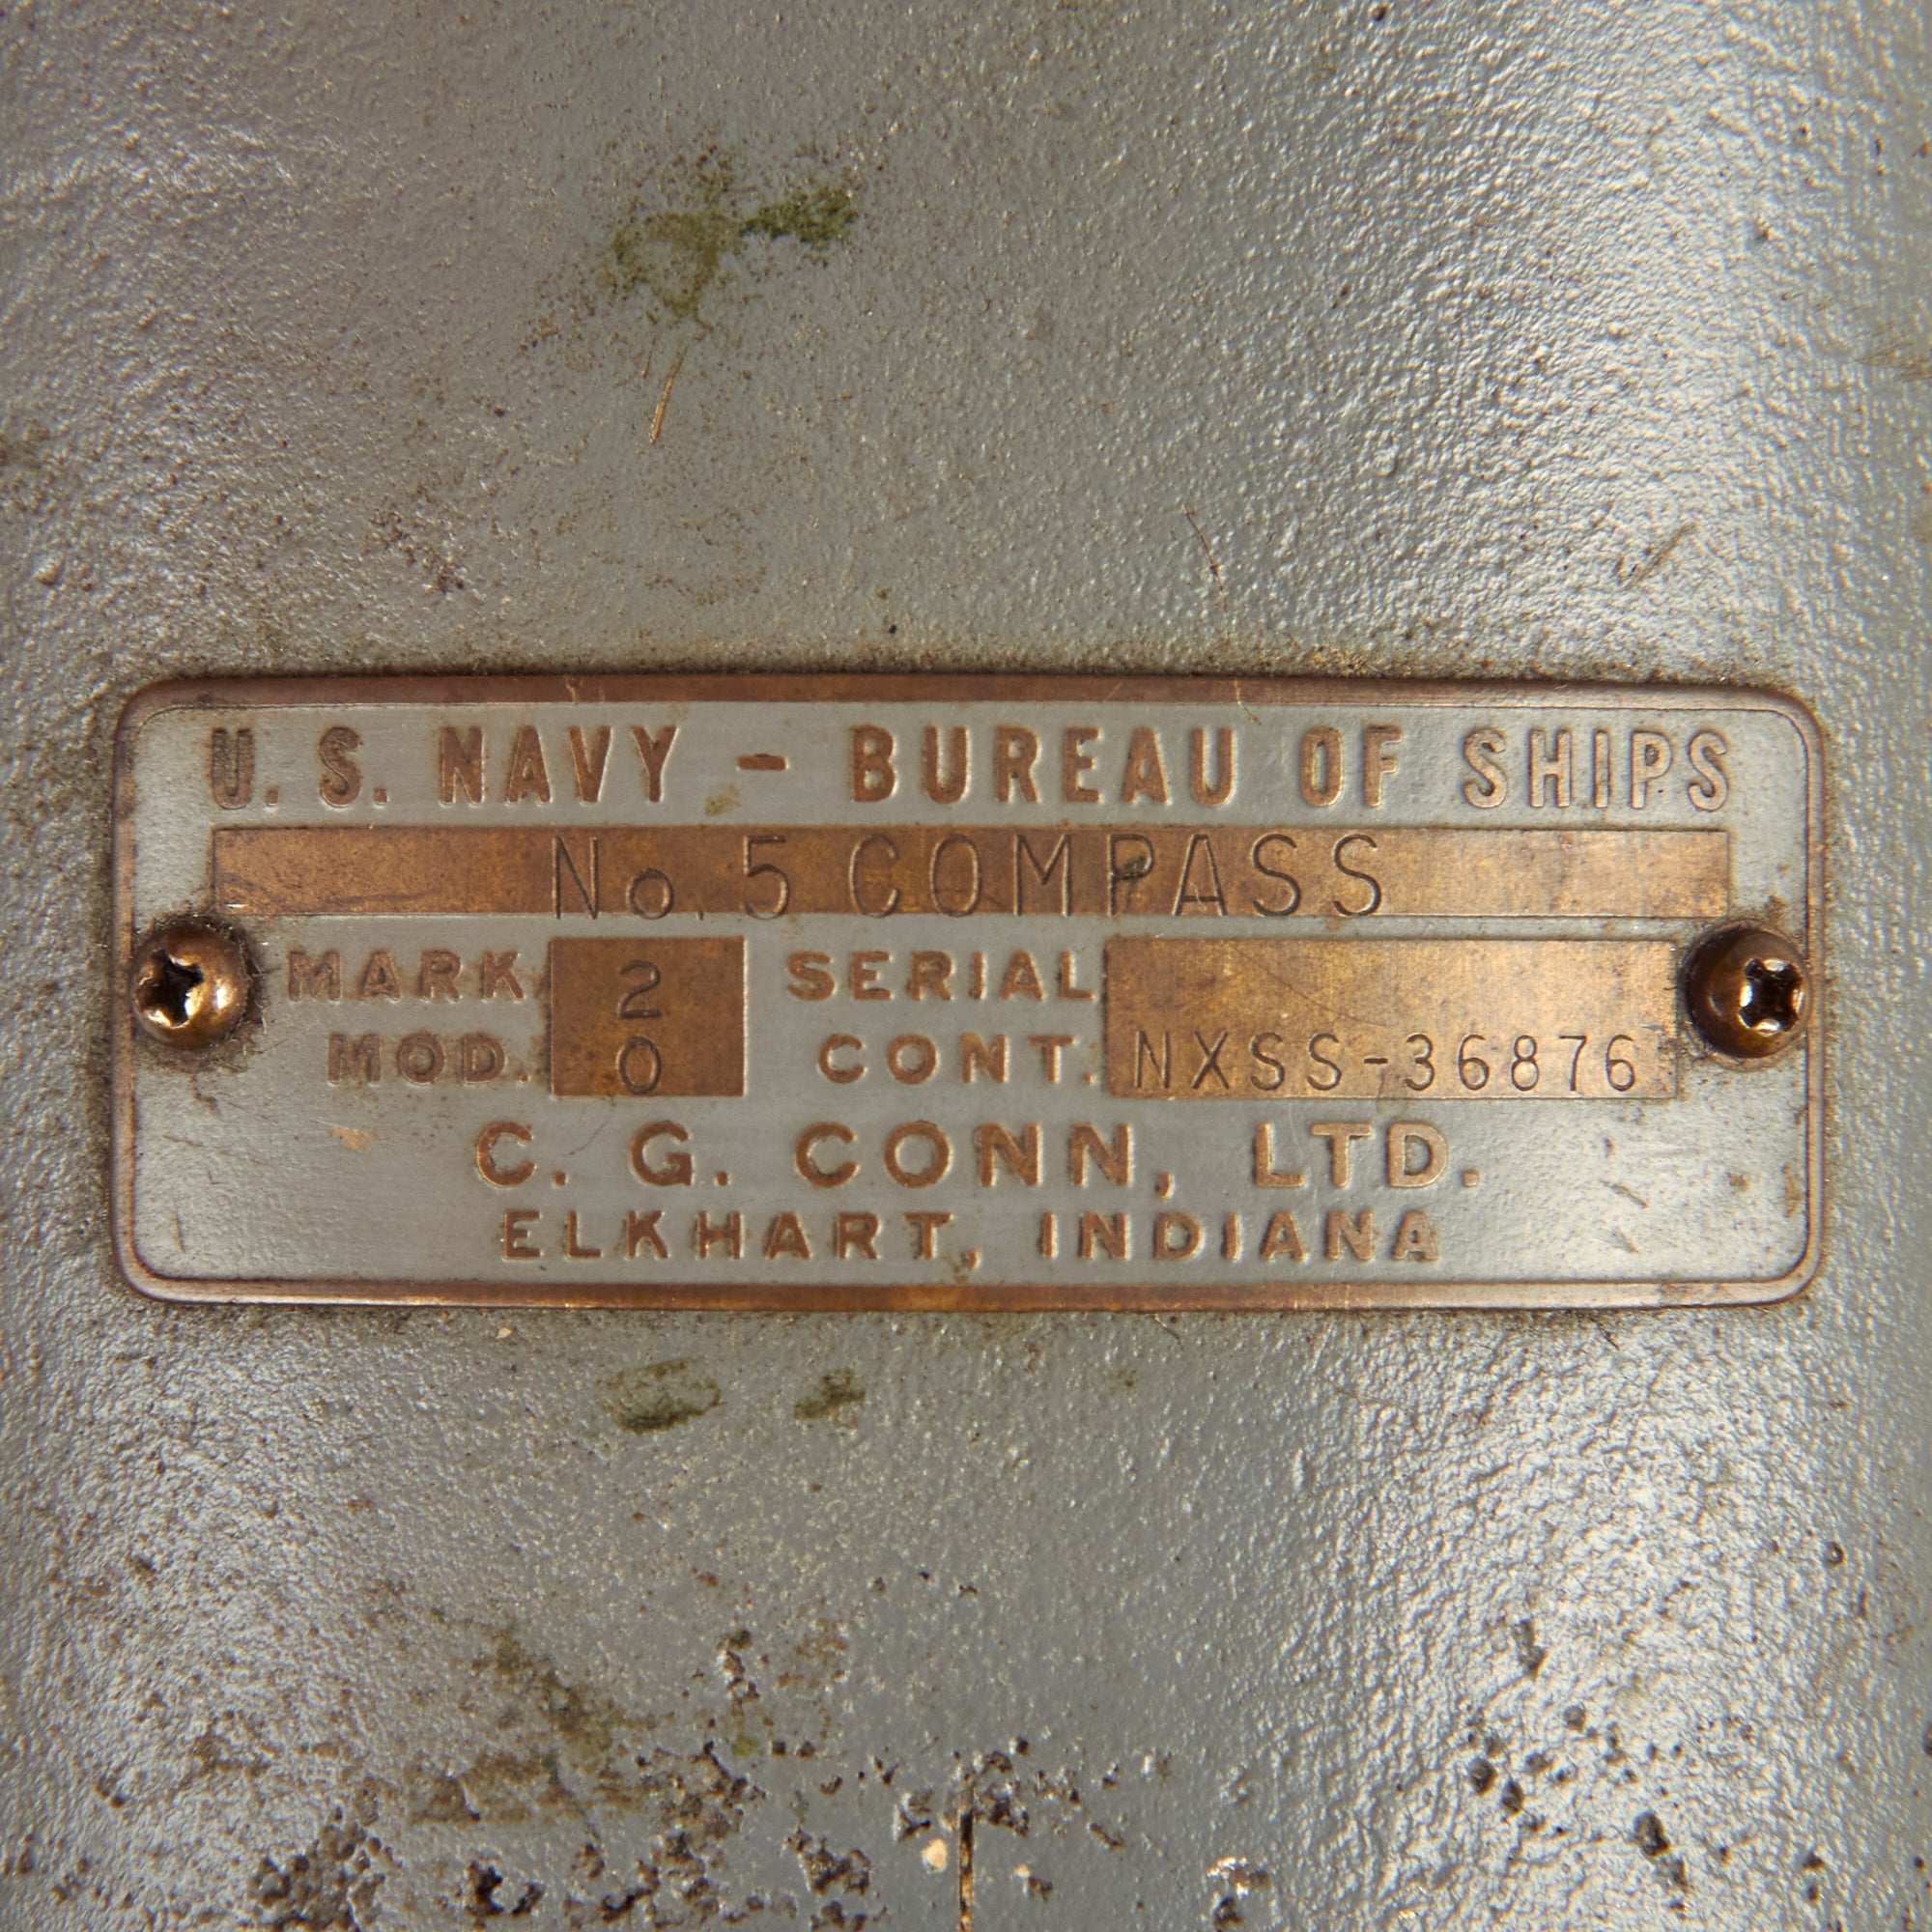 U. S. NAVY - BUREAU OF SHIPS
No. 5 COMPASS
MARK 2 SERIAL
MOD. 0 CONT. NXSS-36876
C. G. CONN, LTD.
ELKHART, INDIANA